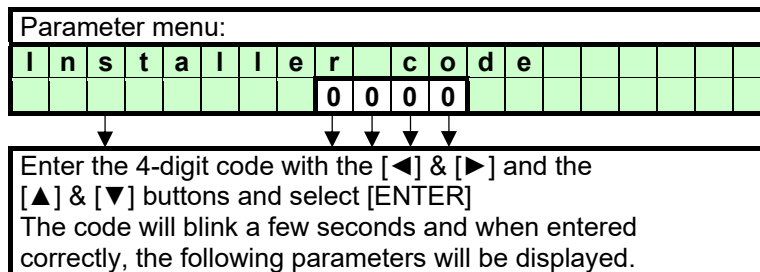 Parameter menu:
Installer code
0000
Enter the 4-digit code with the [◄] & [►] and the
[▲] & [▼] buttons and select [ENTER]
The code will blink a few seconds and when entered
correctly, the following parameters will be displayed.